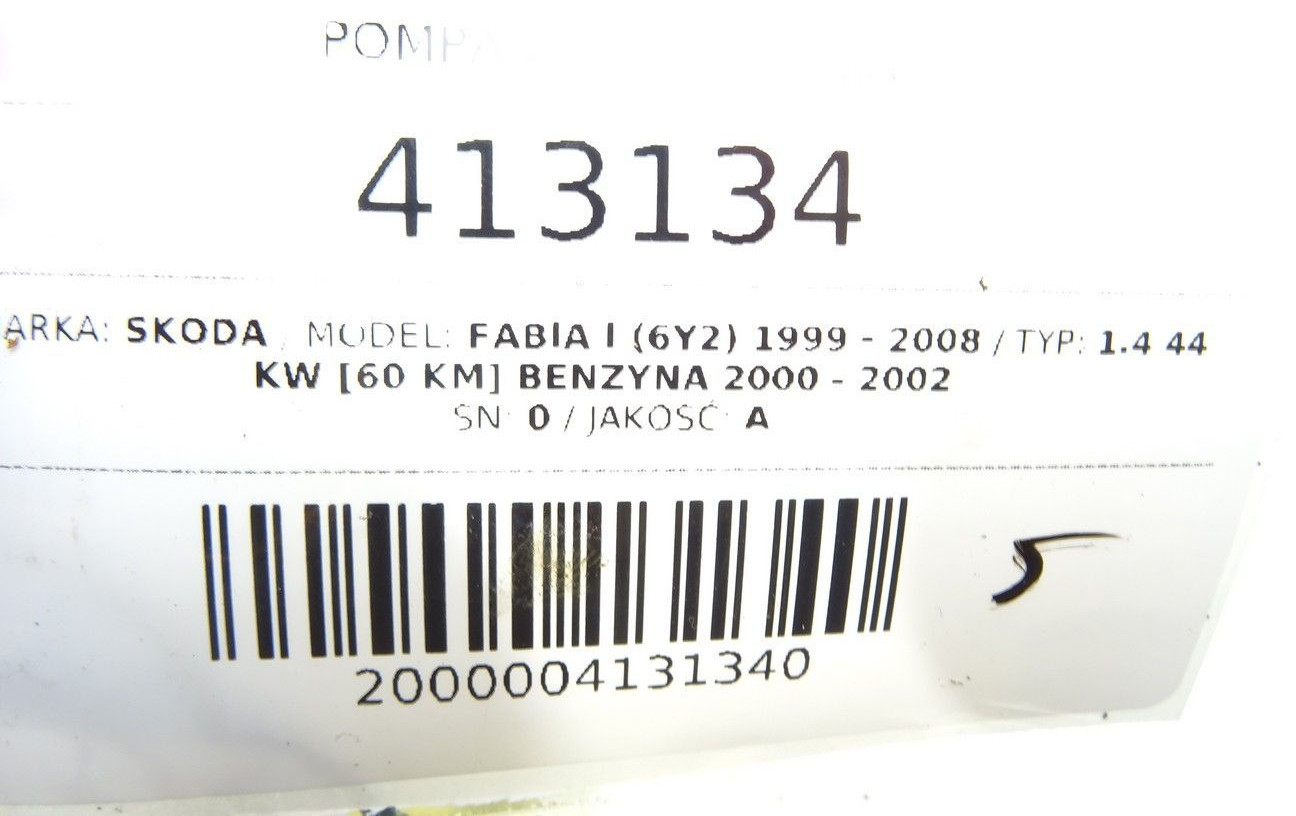 POMPA
413134
ARKA: SKODA / MODEL: FABIA I (6Y2) 1999 - 2008 / TYP: 1.4 44
KW [60 KM] BENZYNA 2000 - 2002
SN: 0 / JAKOŚĆ: A
5
2000004131340